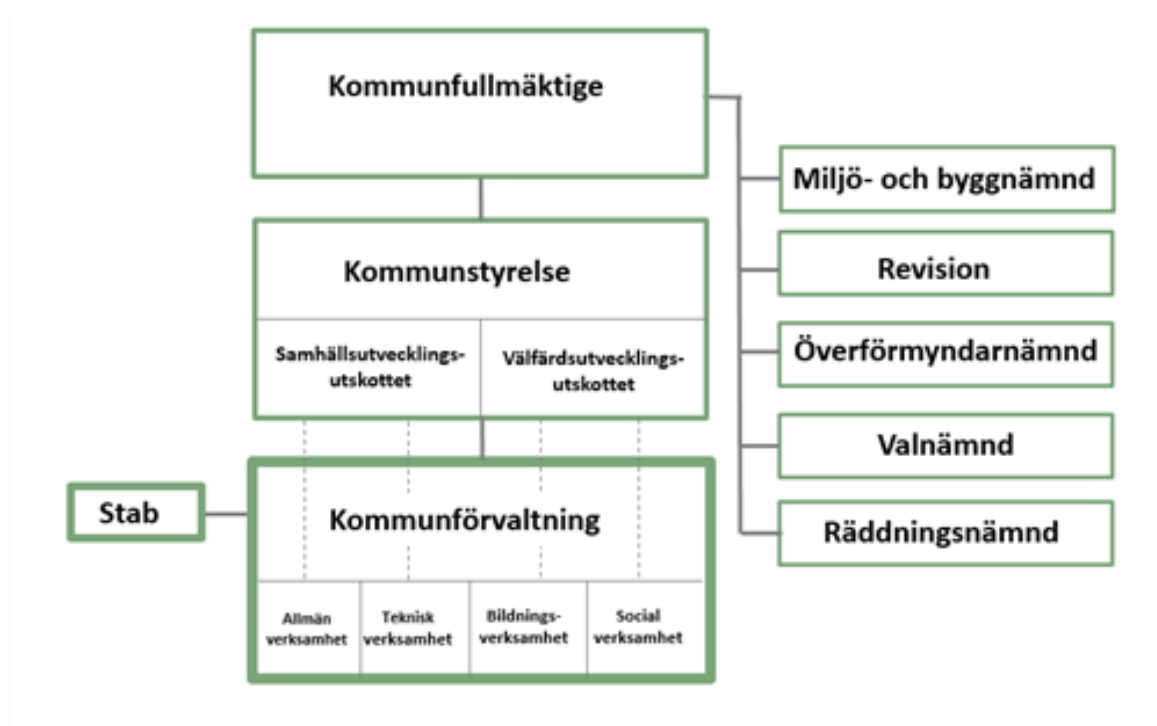 Kommunfullmäktige
Miljö- och byggnämnd
Revision
Överförmyndarnämnd
Valnämnd
Räddningsnämnd
Kommunstyrelse
Samhällsutvecklings-
utskottet
Välfärdsutvecklings-
utskottet
Stab
Kommunförvaltning
Allmän
verksamhet
Teknisk
verksamhet
Bildnings-
verksamhet
Social
verksamhet